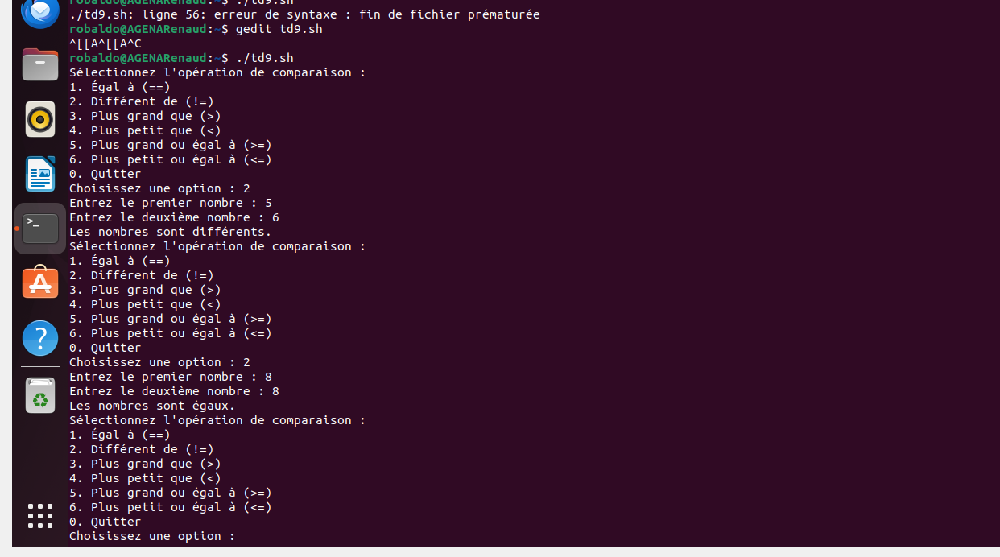 robaldo@AGENARenaud:~$ ./td9.sh
./td9.sh: ligne 56: erreur de syntaxe : fin de fichier prématurée
robaldo@AGENARenaud:~$ gedit td9.sh
^[[A^[[A^C
robaldo@AGENARenaud:~$ ./td9.sh
Sélectionnez l'opération de comparaison :
1. Égal à (==)
2. Différent de (!=)
3. Plus grand que (>)
4. Plus petit que (<)
5. Plus grand ou égal à (>=)
6. Plus petit ou égal à (<=)
0. Quitter
Choisissez une option : 2
Entrez le premier nombre : 5
Entrez le deuxième nombre : 6
Les nombres sont différents.
Sélectionnez l'opération de comparaison :
1. Égal à (==)
2. Différent de (!=)
3. Plus grand que (>)
4. Plus petit que (<)
5. Plus grand ou égal à (>=)
6. Plus petit ou égal à (<=)
0. Quitter
Choisissez une option : 2
Entrez le premier nombre : 8
Entrez le deuxième nombre : 8
Les nombres sont égaux.
Sélectionnez l'opération de comparaison :
1. Égal à (==)
2. Différent de (!=)
3. Plus grand que (>)
4. Plus petit que (<)
5. Plus grand ou égal à (>=)
6. Plus petit ou égal à (<=)
0. Quitter
Choisissez une option :